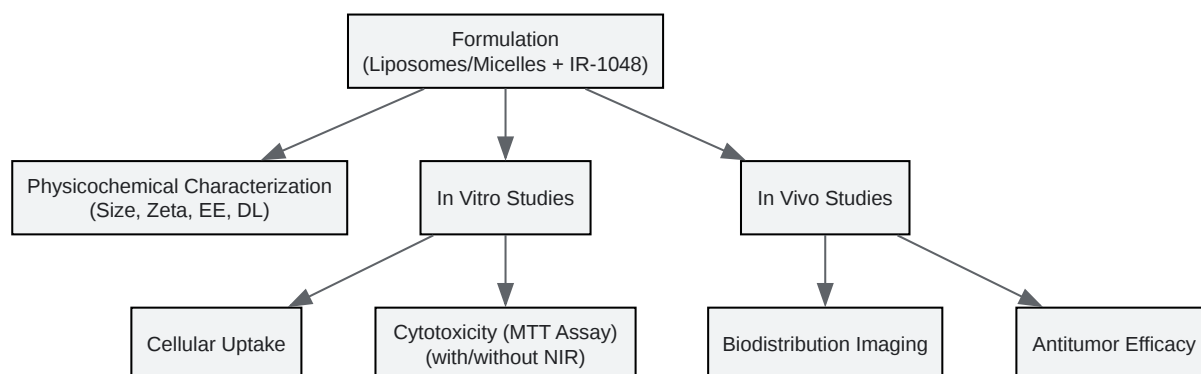 Formulation
(Liposomes/Micelles + IR-1048)
Physicochemical Characterization
(Size, Zeta, EE, DL)
In Vitro Studies
In Vivo Studies
Cellular Uptake
Cytotoxicity (MTT Assay)
(with/without NIR)
Biodistribution Imaging
Antitumor Efficacy